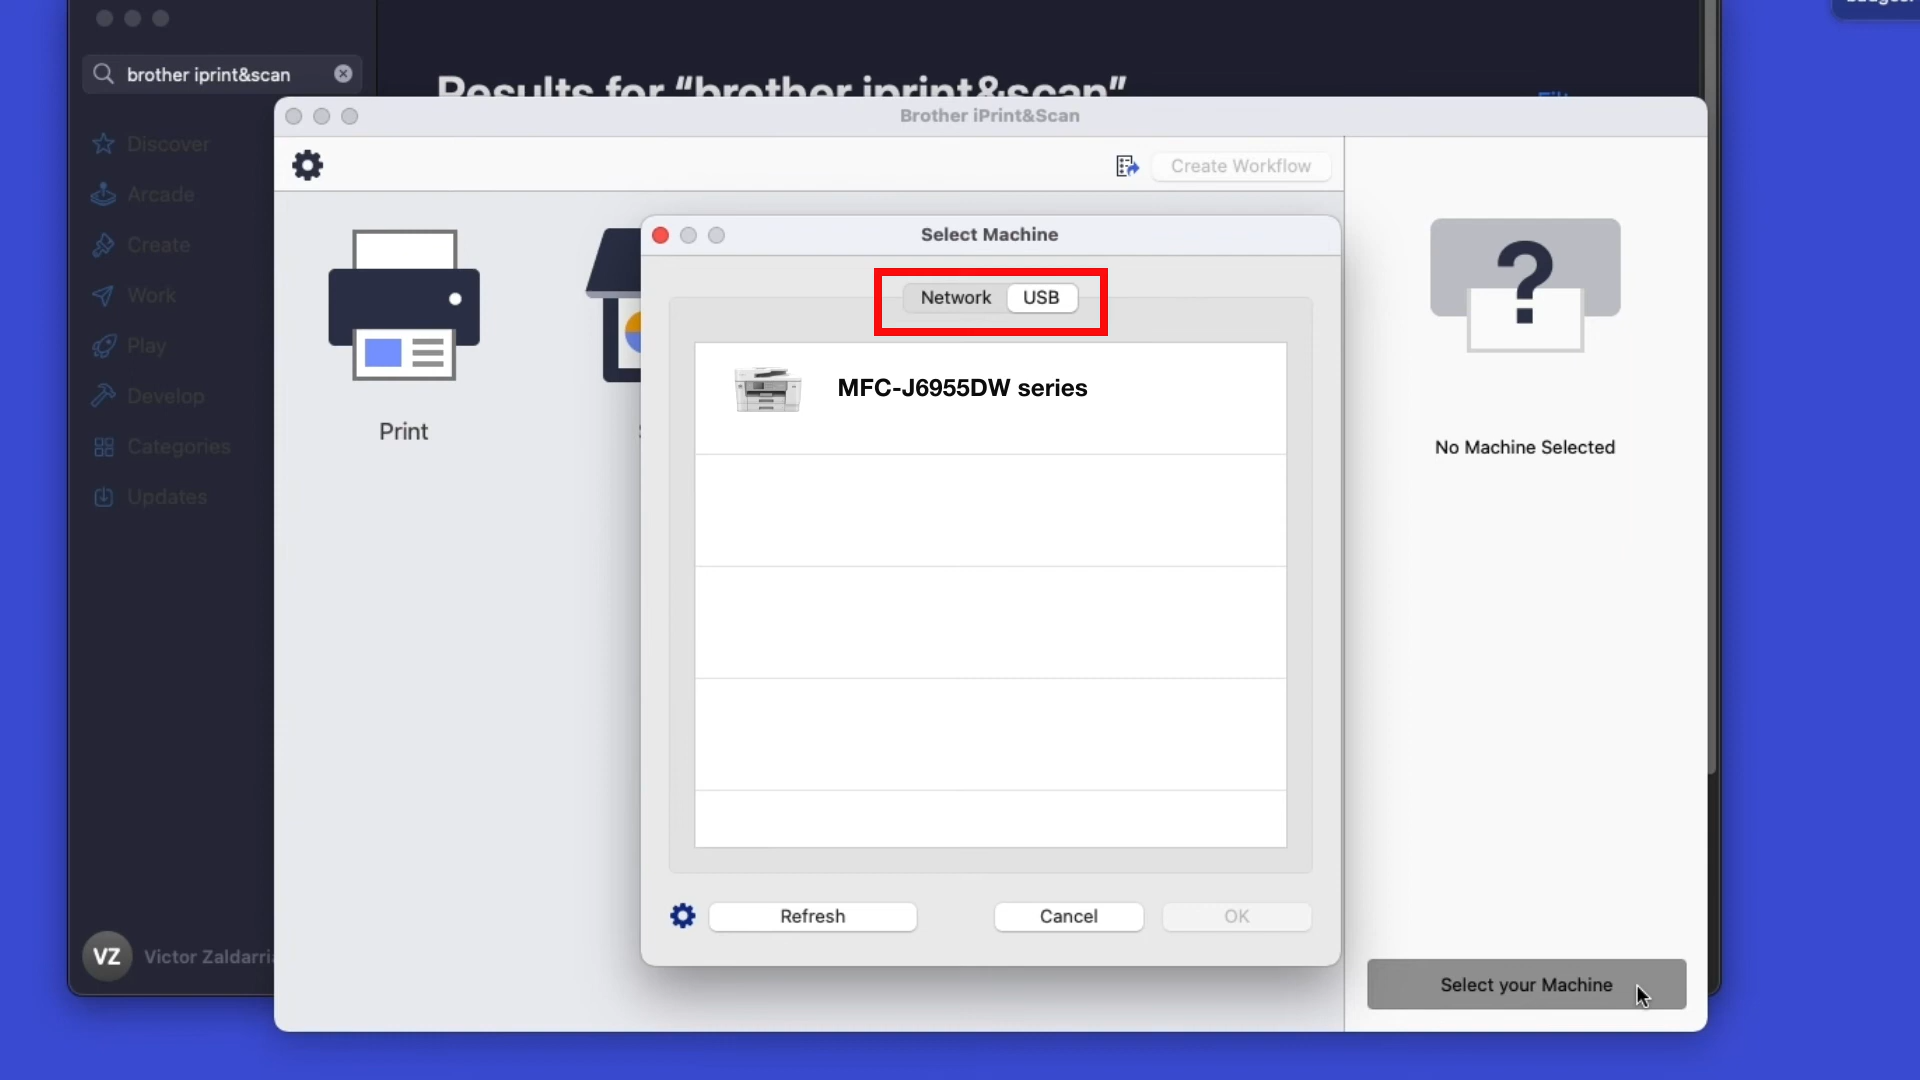 brother iprint&scan
Results for “brother iprint&scan”
Brother iPrint&Scan
Discover
Arcade
Create
Work
Play
Develop
Categories
Updates
VZ
Create Workflow
Print
Select Machine
Network
USB
MFC-J6955DW series
Refresh
Cancel
OK
No Machine Selected
Select your Machine